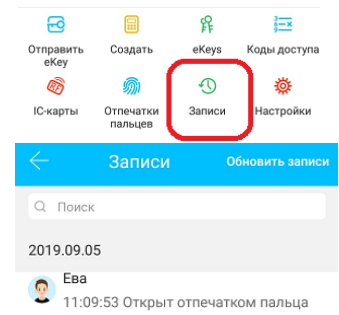 Отправить eKey
Создать
eKeys
Коды доступа
IC-карты
Отпечатки пальцев
Записи
Настройки
Записи
Обновить записи
Поиск
2019.09.05
Ева
11:09:53 Открыт отпечатком пальца